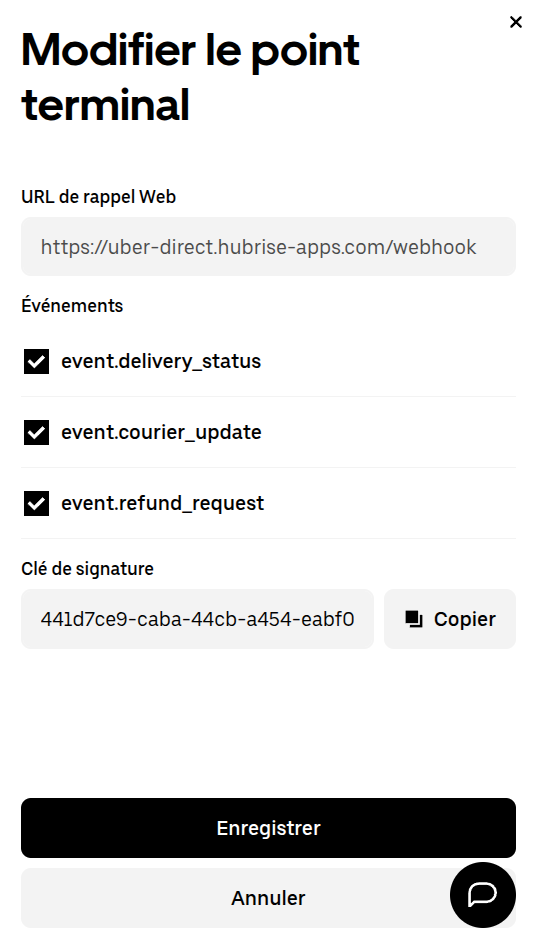 Modifier le point
terminal
URL de rappel Web
https://uber-direct.hubrise-apps.com/webhook
Événements
event.delivery_status
event.courier_update
event.refund_request
Clé de signature
441d7ce9-caba-44cb-a454-eabf0
Copier
Enregistrer
Annuler